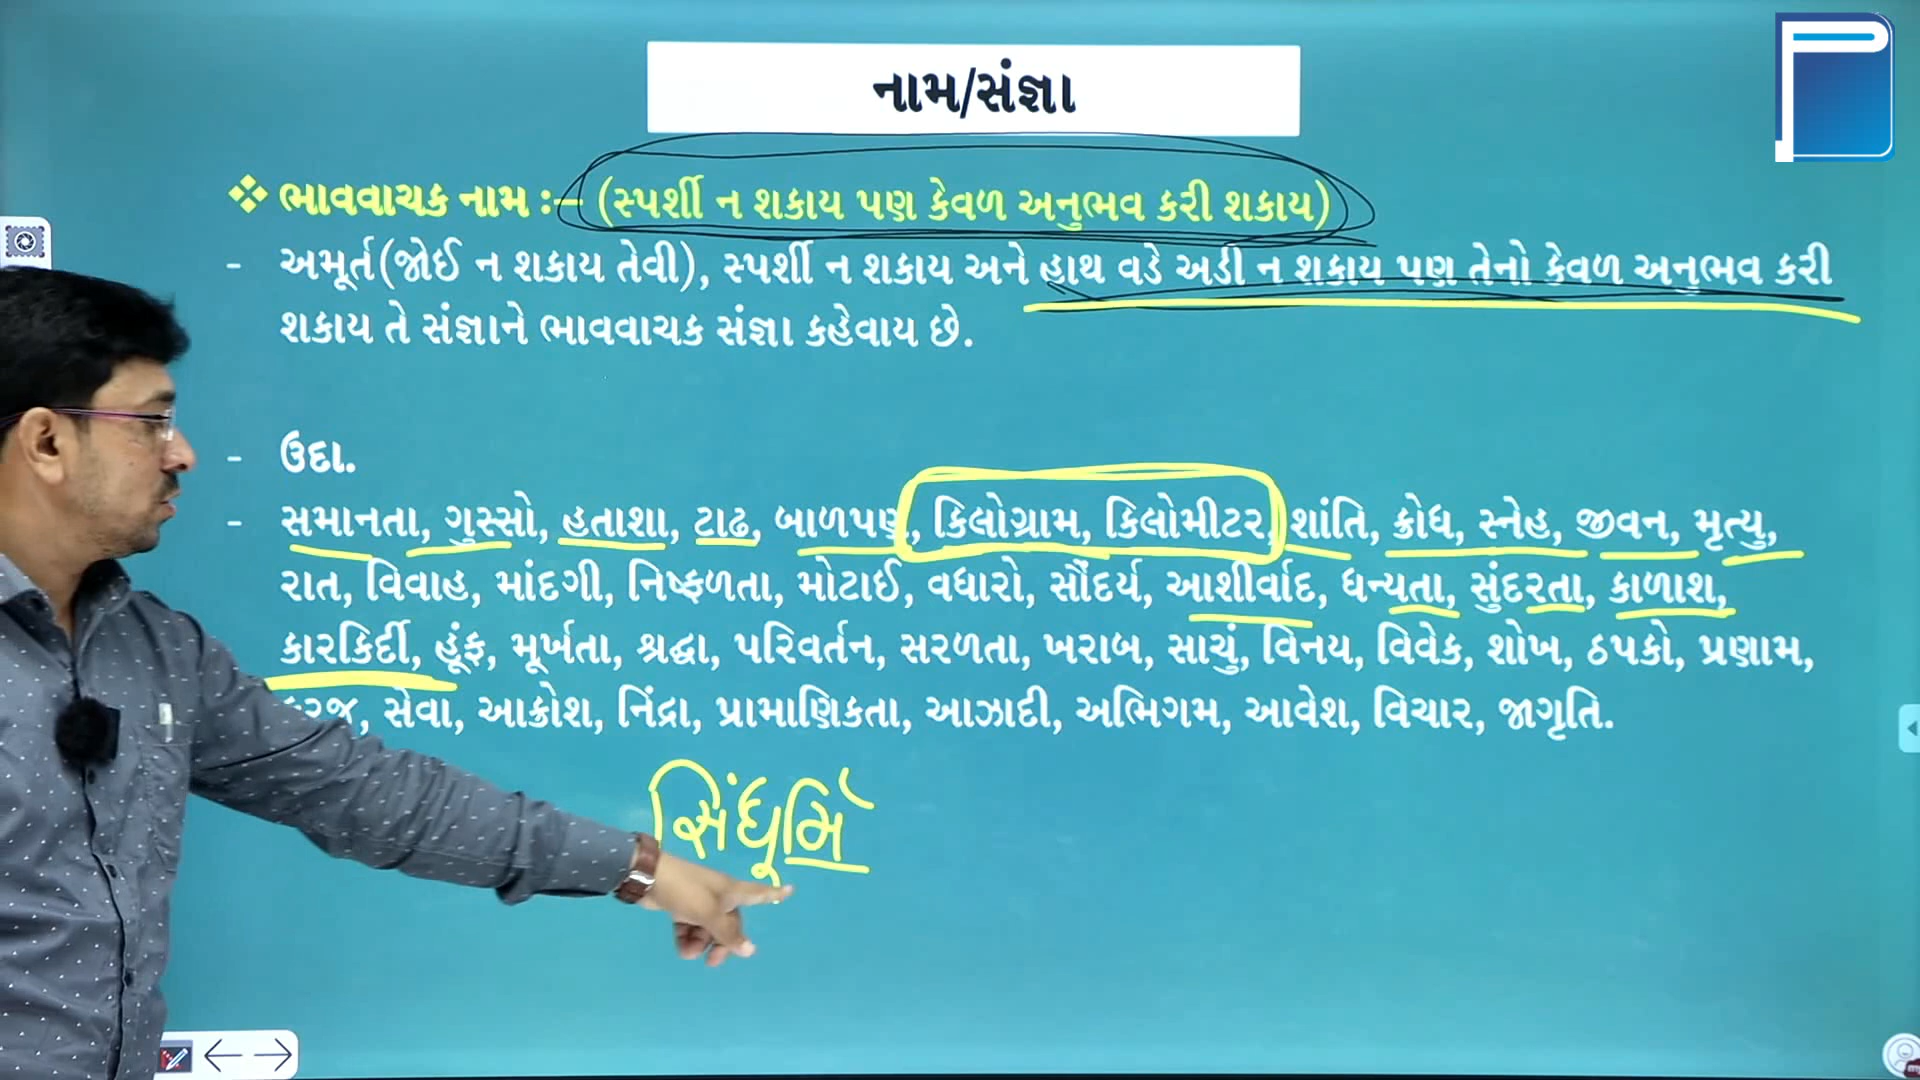 નામ/સંજ્ઞા
❖ ભાવવાચક નામ :– (સ્પર્શી ન શકાય પણ કેવળ અનુભવ કરી શકાય)
- અમૂર્ત(જોઈ ન શકાય તેવી), સ્પર્શી ન શકાય અને હાથ વડે અડી ન શકાય પણ તેનો કેવળ અનુભવ કરી
શકાય તે સંજ્ઞાને ભાવવાચક સંજ્ઞા કહેવાય છે.
- ઉદા.
- સમાનતા, ગુસ્સો, હતાશા, ટાઢ, બાળપણ, કિલોગ્રામ, કિલોમીટર, શાંતિ, ક્રોધ, સ્નેહ, જીવન, મૃત્યુ,
રાત, વિવાહ, માંદગી, નિષ્ફળતા, મોટાઈ, વધારો, સૌંદર્ય, આશીર્વાદ, ધન્યતા, સુંદરતા, કાળાશ,
કારકિર્દી, હૂંફ, મૂર્ખતા, શ્રદ્ધા, પરિવર્તન, સરળતા, ખરાબ, સાચું, વિનય, વિવેક, શોખ, ઠપકો, પ્રણામ,
સેવા, આક્રોશ, નિંદ્રા, પ્રામાણિકતા, આઝાદી, અભિગમ, આવેશ, વિચાર, જાગૃતિ.